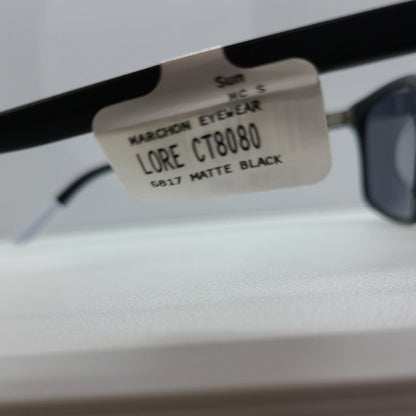 Sun
MC S
MARCHON EYEWEAR
LORE CT8080
5817 MATTE BLACK